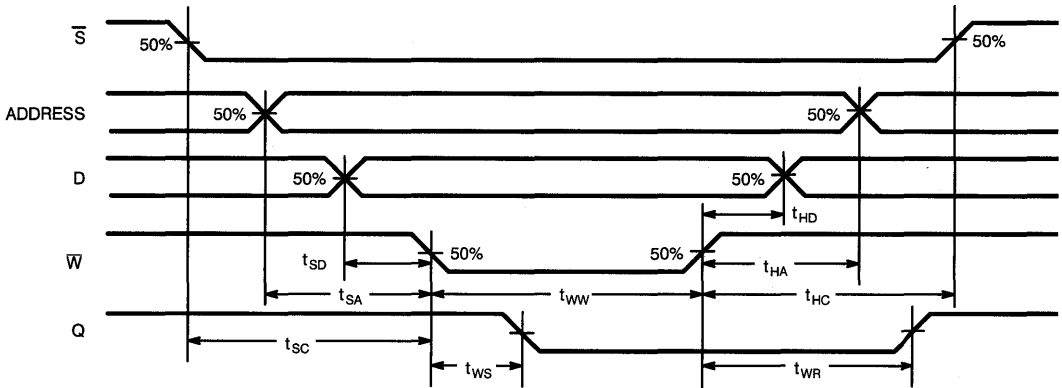 S̅
50%
50%
ADDRESS
50%
50%
D
50%
50%
t_HD
W̅
50%
50%
t_SD
t_HA
t_SA
t_WW
t_HC
Q
t_SC
t_WS
t_WR